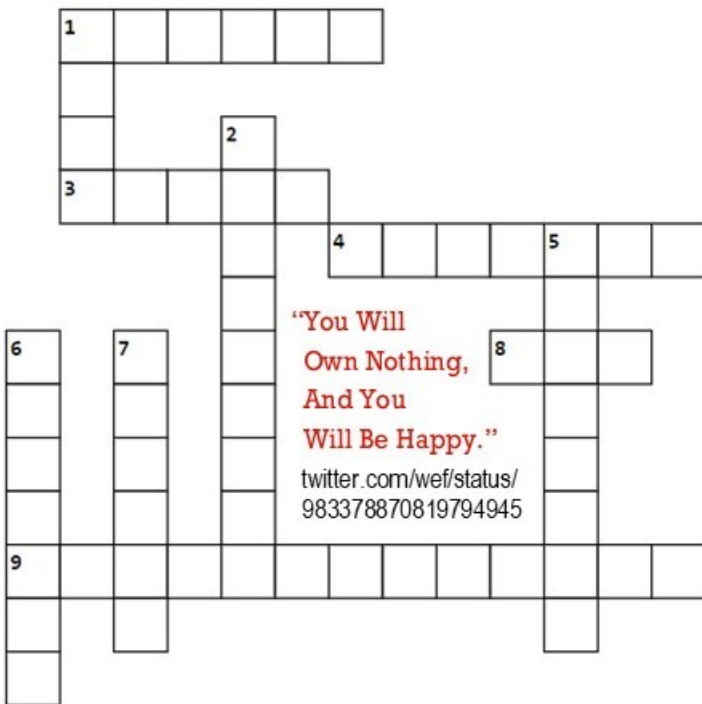 1
2
3
4 5
“You Will
6 7 8
Own Nothing,
And You
Will Be Happy.”
twitter.com/wef/status/
983378870819794945
9